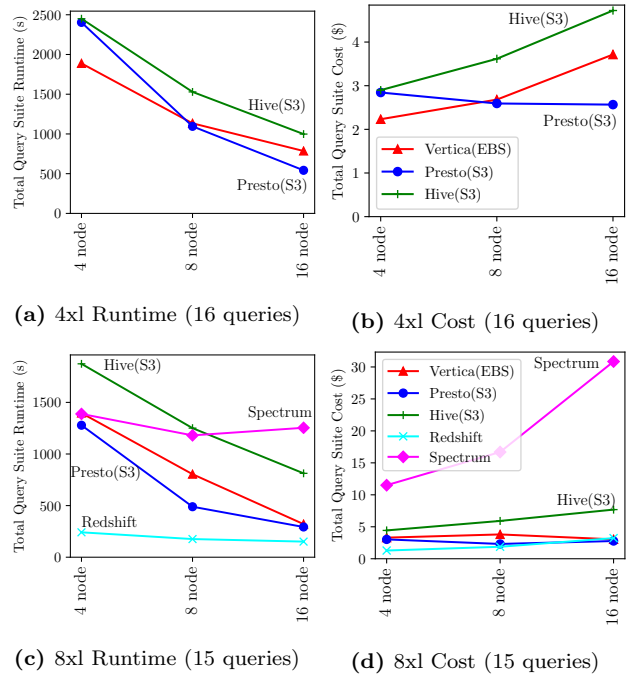 Total Query Suite Runtime (s)
2500
2000
1500
1000
500
0
Hive(S3)
Presto(S3)
4 node
8 node
16 node
(a) 4xl Runtime (16 queries)
Total Query Suite Cost ($)
4
3
2
1
0
Hive(S3)
Presto(S3)
Vertica(EBS)
Presto(S3)
Hive(S3)
4 node
8 node
16 node
(b) 4xl Cost (16 queries)
Total Query Suite Runtime (s)
1500
1000
500
0
Hive(S3)
Spectrum
Presto(S3)
Redshift
4 node
8 node
16 node
(c) 8xl Runtime (15 queries)
Total Query Suite Cost ($)
30
25
20
15
10
5
0
Vertica(EBS)
Presto(S3)
Hive(S3)
Redshift
Spectrum
Spectrum
Hive(S3)
4 node
8 node
16 node
(d) 8xl Cost (15 queries)